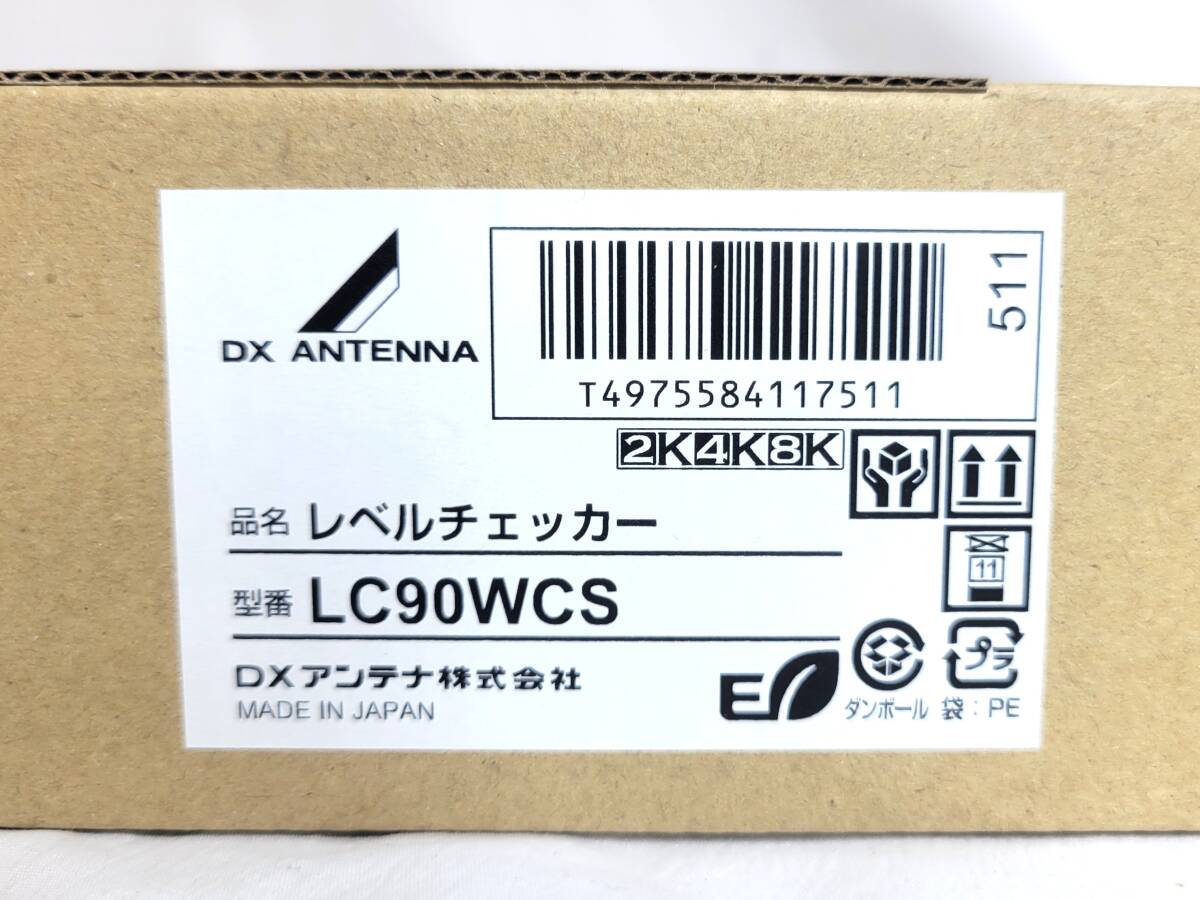 DX ANTENNA
511
T4975584117511
2K4K8K
品名 レベルチェッカー
11
型番 LC90WCS
プラ
DXアンテナ株式会社
E
MADE IN JAPAN
ダンボール 袋:PE